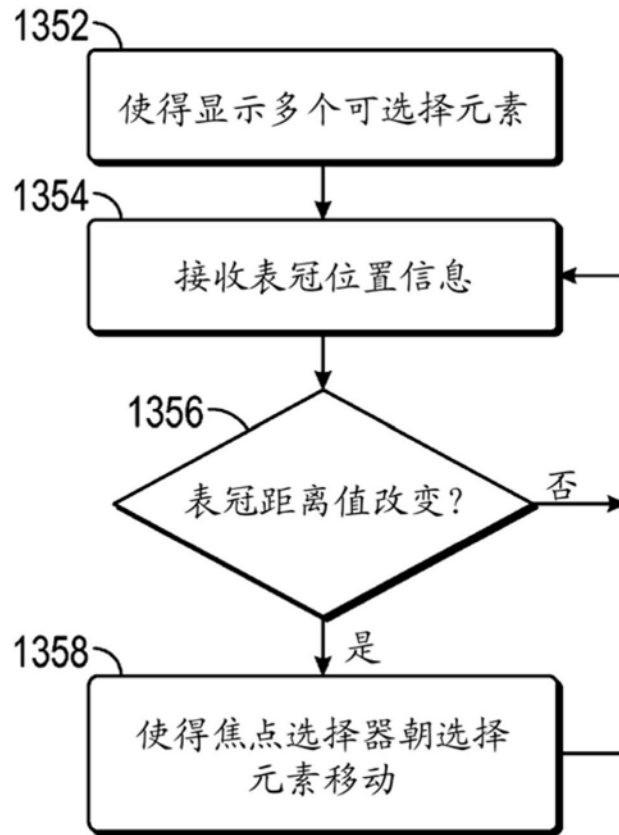 1352
使得显示多个可选择元素
1354
接收表冠位置信息
1356
表冠距离值改变?
否
是
1358
使得焦点选择器朝选择
元素移动